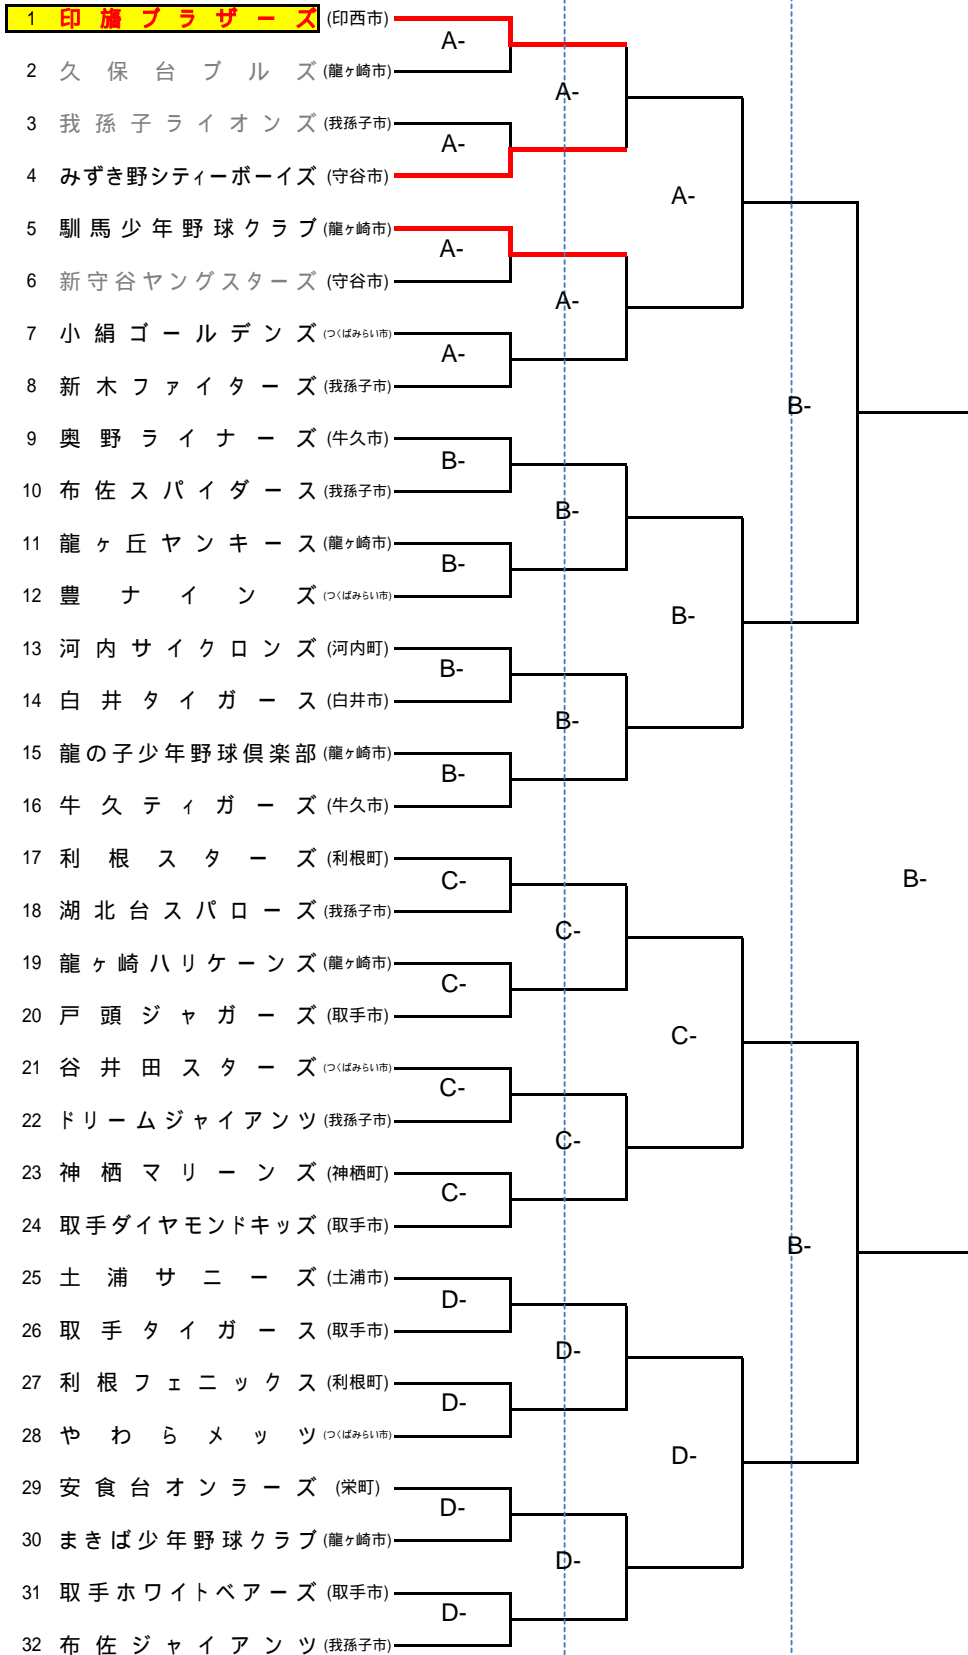 1 印旛ブラザーズ (印西市)
A-
2 久保台ブルズ (龍ヶ崎市)
A-
3 我孫子ライオンズ (我孫子市)
A-
4 みずき野シティーボーイズ (守谷市)
A-
5 馴馬少年野球クラブ (龍ヶ崎市)
A-
6 新守谷ヤングスターズ (守谷市)
A-
7 小絹ゴールデンズ (つくばみらい市)
A-
8 新木ファイターズ (我孫子市)
B-
9 奥野ライナーズ (牛久市)
B-
10 布佐スパイダース (我孫子市)
B-
11 龍ヶ丘ヤンキース (龍ヶ崎市)
B-
12 豊ナインズ (つくばみらい市)
B-
13 河内サイクロンズ (河内町)
B-
14 白井タイガース (白井市)
B-
15 龍の子少年野球倶楽部 (龍ヶ崎市)
B-
16 牛久ティガーズ (牛久市)
17 利根スターズ (利根町)
C-
B-
18 湖北台スパローズ (我孫子市)
C-
19 龍ヶ崎ハリケーンズ (龍ヶ崎市)
C-
20 戸頭ジャガーズ (取手市)
C-
21 谷井田スターズ (つくばみらい市)
C-
22 ドリームジャイアンツ (我孫子市)
C-
23 神栖マリーンズ (神栖町)
C-
24 取手ダイヤモンドキッズ (取手市)
B-
25 土浦サニーズ (土浦市)
D-
26 取手タイガース (取手市)
D-
27 利根フェニックス (利根町)
D-
28 やわらメッツ (つくばみらい市)
D-
29 安食台オンラーズ (栄町)
D-
30 まきば少年野球クラブ (龍ヶ崎市)
D-
31 取手ホワイトベアーズ (取手市)
D-
32 布佐ジャイアンツ (我孫子市)